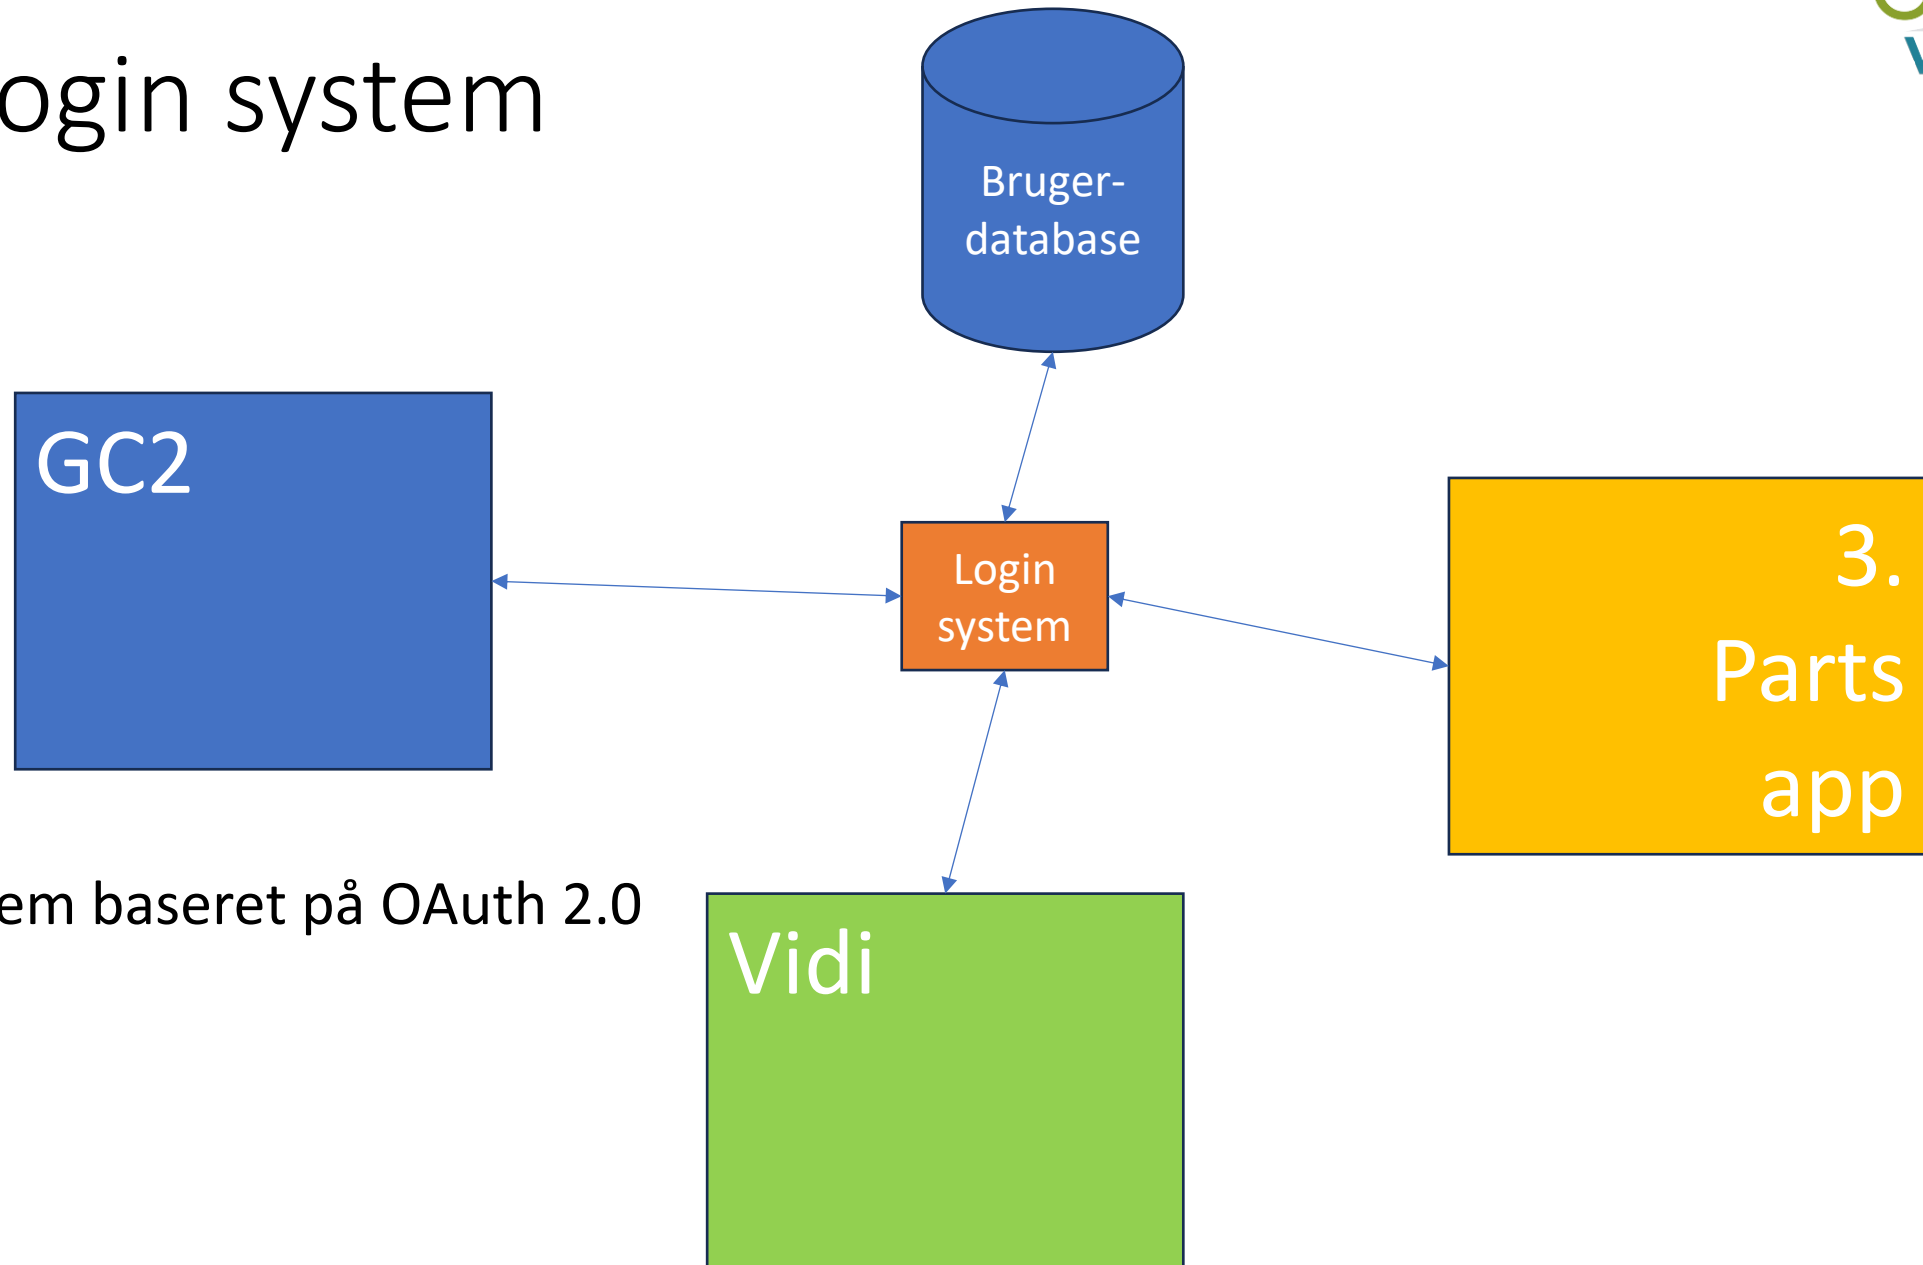 ogin system
Bruger-
database
GC2
Login
system
3.
Parts
app
em baseret på OAuth 2.0
Vidi